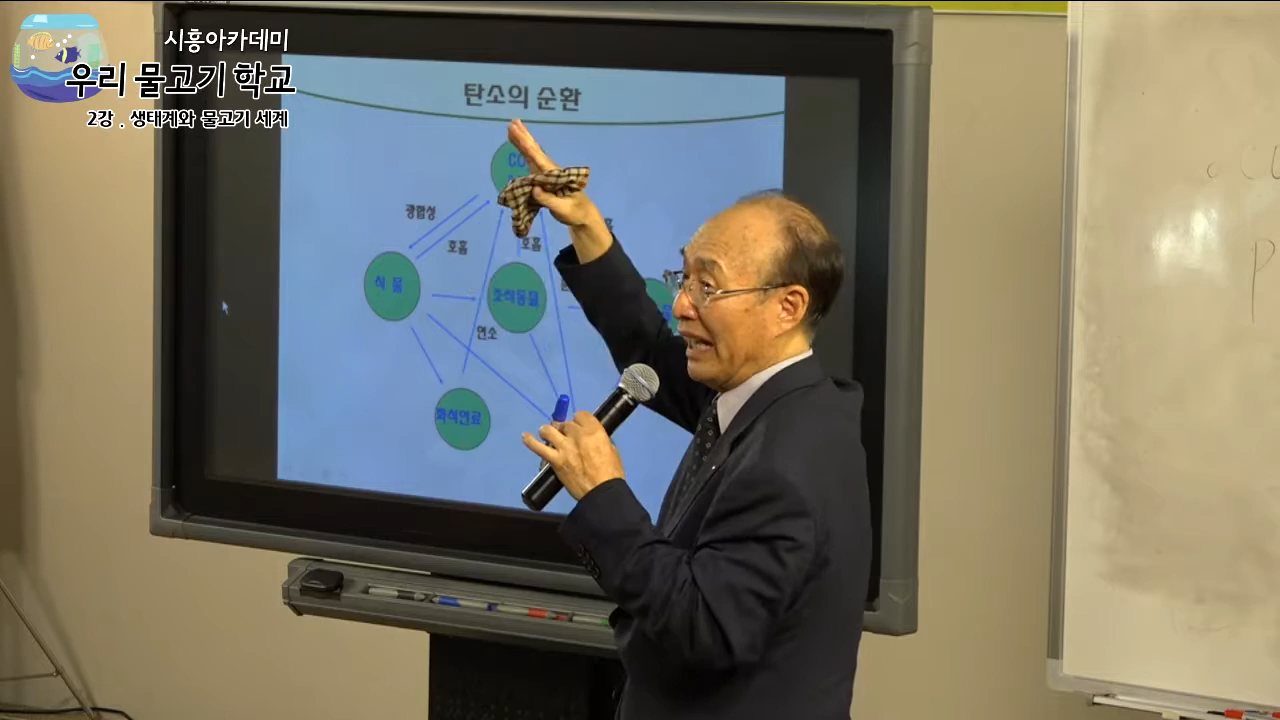 시흥아카데미
우리 물고기 학교
2강 . 생태계와 물고기 세계
탄소의 순환
광합성
호흡
호흡
식 물
초식동물
연소
화석연료